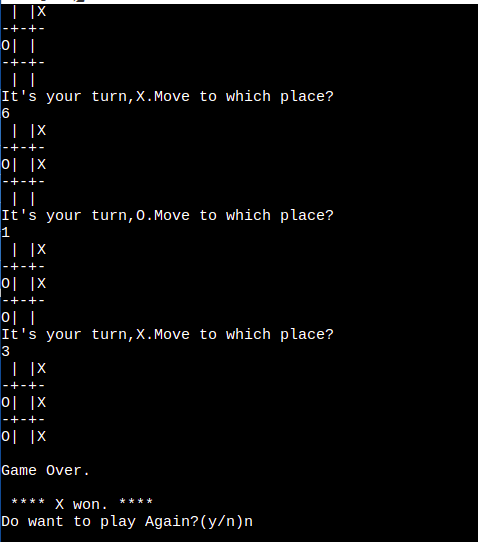 | |X
-+-+-
O| |
-+-+-
 | |
It's your turn,X.Move to which place?
6
 | |X
-+-+-
O| |X
-+-+-
 | |
It's your turn,O.Move to which place?
1
 | |X
-+-+-
O| |X
-+-+-
O| |
It's your turn,X.Move to which place?
3
 | |X
-+-+-
O| |X
-+-+-
O| |X
Game Over.
 **** X won. ****
Do want to play Again?(y/n)n